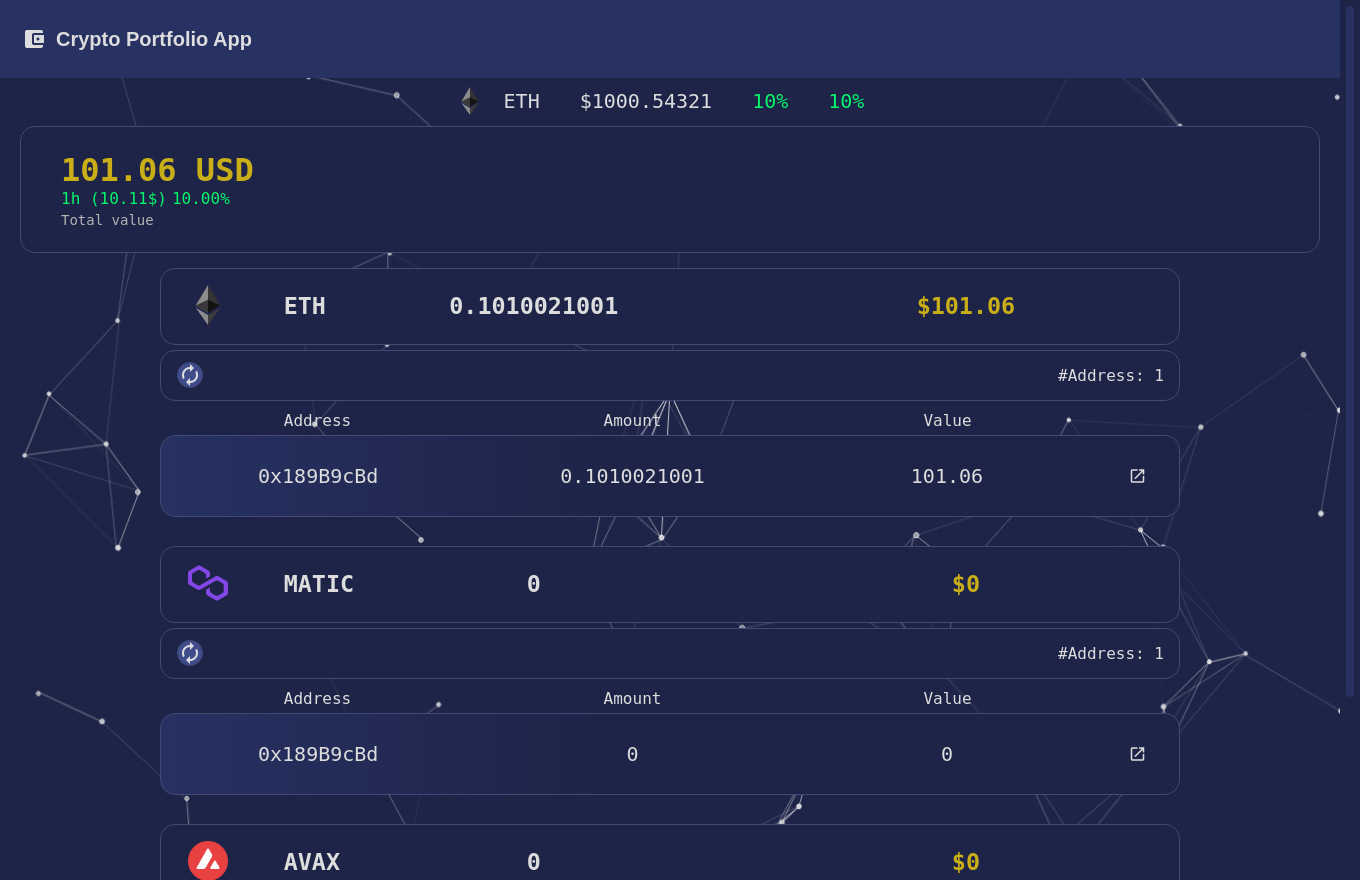 Crypto Portfolio App
ETH $1000.54321 10% 10%
101.06 USD
1h (10.11$) 10.00%
Total value
ETH 0.1010021001 $101.06
#Address: 1
Address Amount Value
0x189B9cBd 0.1010021001 101.06
MATIC 0 $0
#Address: 1
Address Amount Value
0x189B9cBd 0 0
AVAX 0 $0